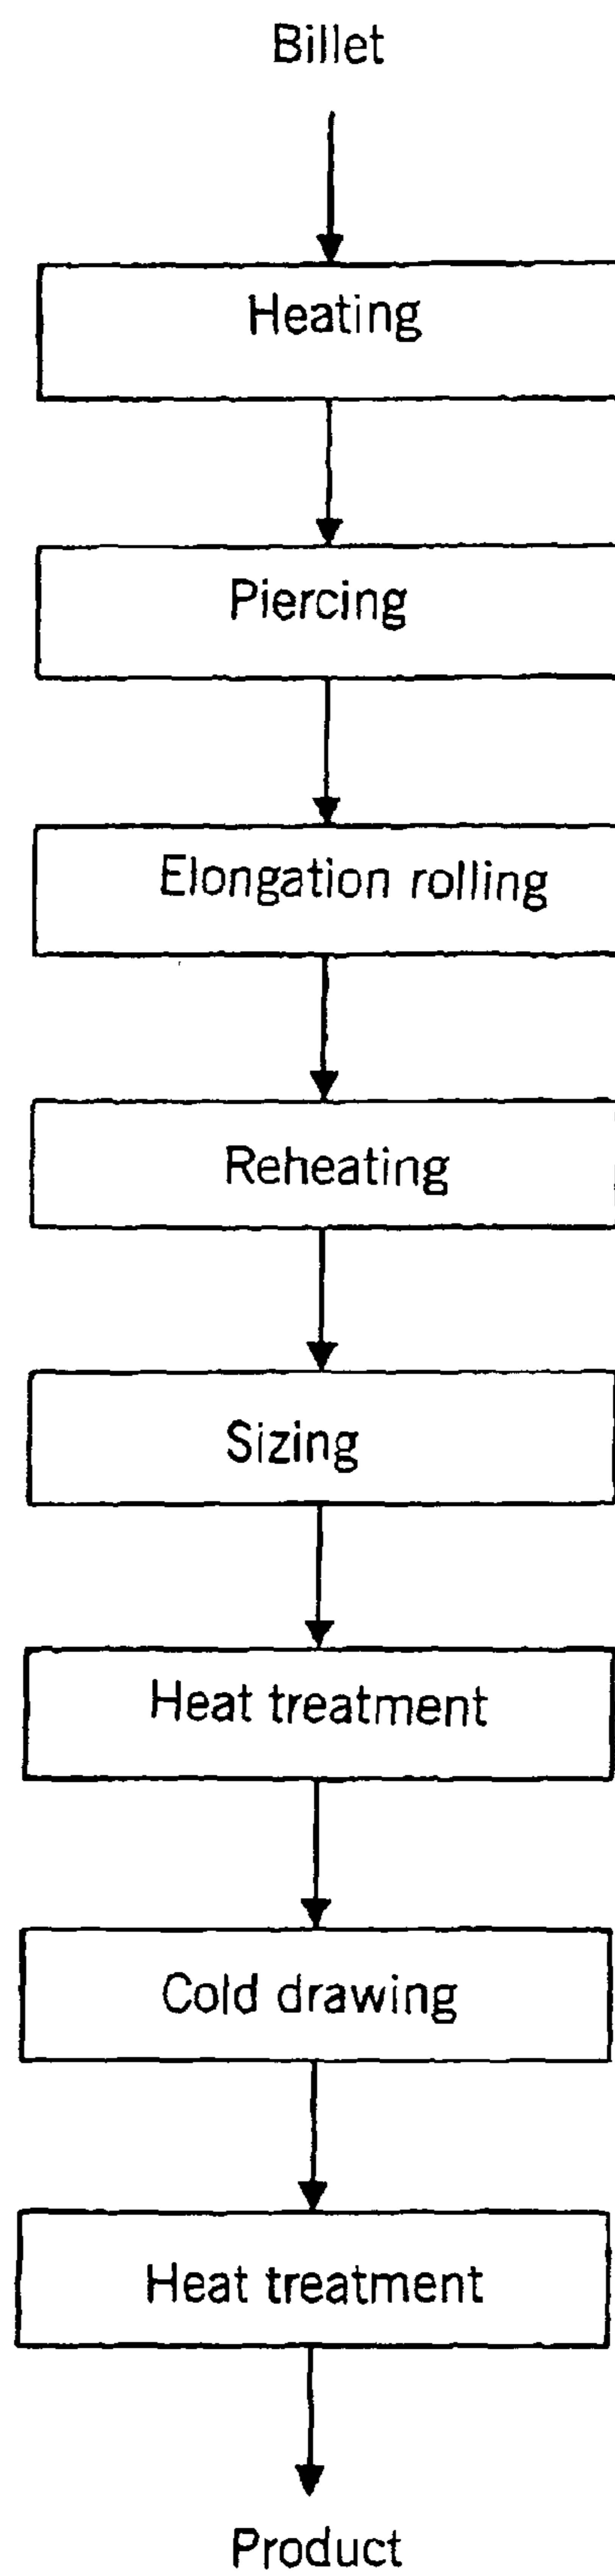 Billet
Heating
Piercing
Elongation rolling
Reheating
Sizing
Heat treatment
Cold drawing
Heat treatment
Product